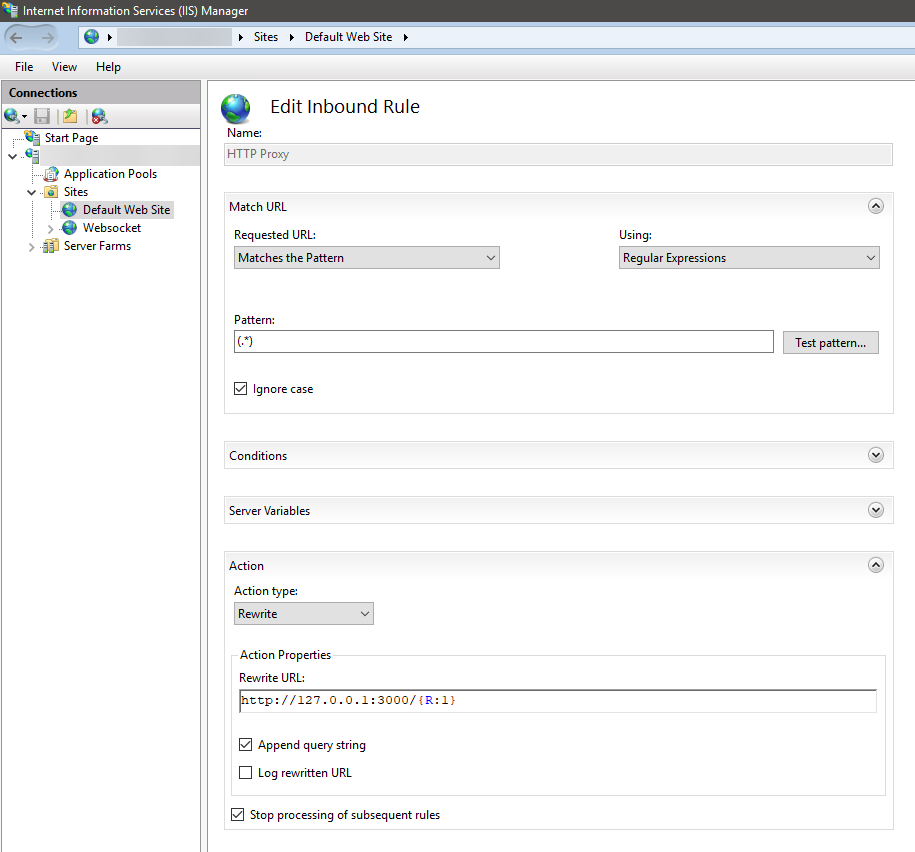 Internet Information Services (IIS) Manager
Sites
Default Web Site
File View Help
Connections
Start Page
Application Pools
Sites
Default Web Site
Websocket
Server Farms
Edit Inbound Rule
Name:
HTTP Proxy
Match URL
Requested URL: Using:
Matches the Pattern Regular Expressions
Pattern:
(.*) Test pattern...
Ignore case
Conditions
Server Variables
Action
Action type:
Rewrite
Action Properties
Rewrite URL:
http://127.0.0.1:3000/{R:1}
Append query string
Log rewritten URL
Stop processing of subsequent rules